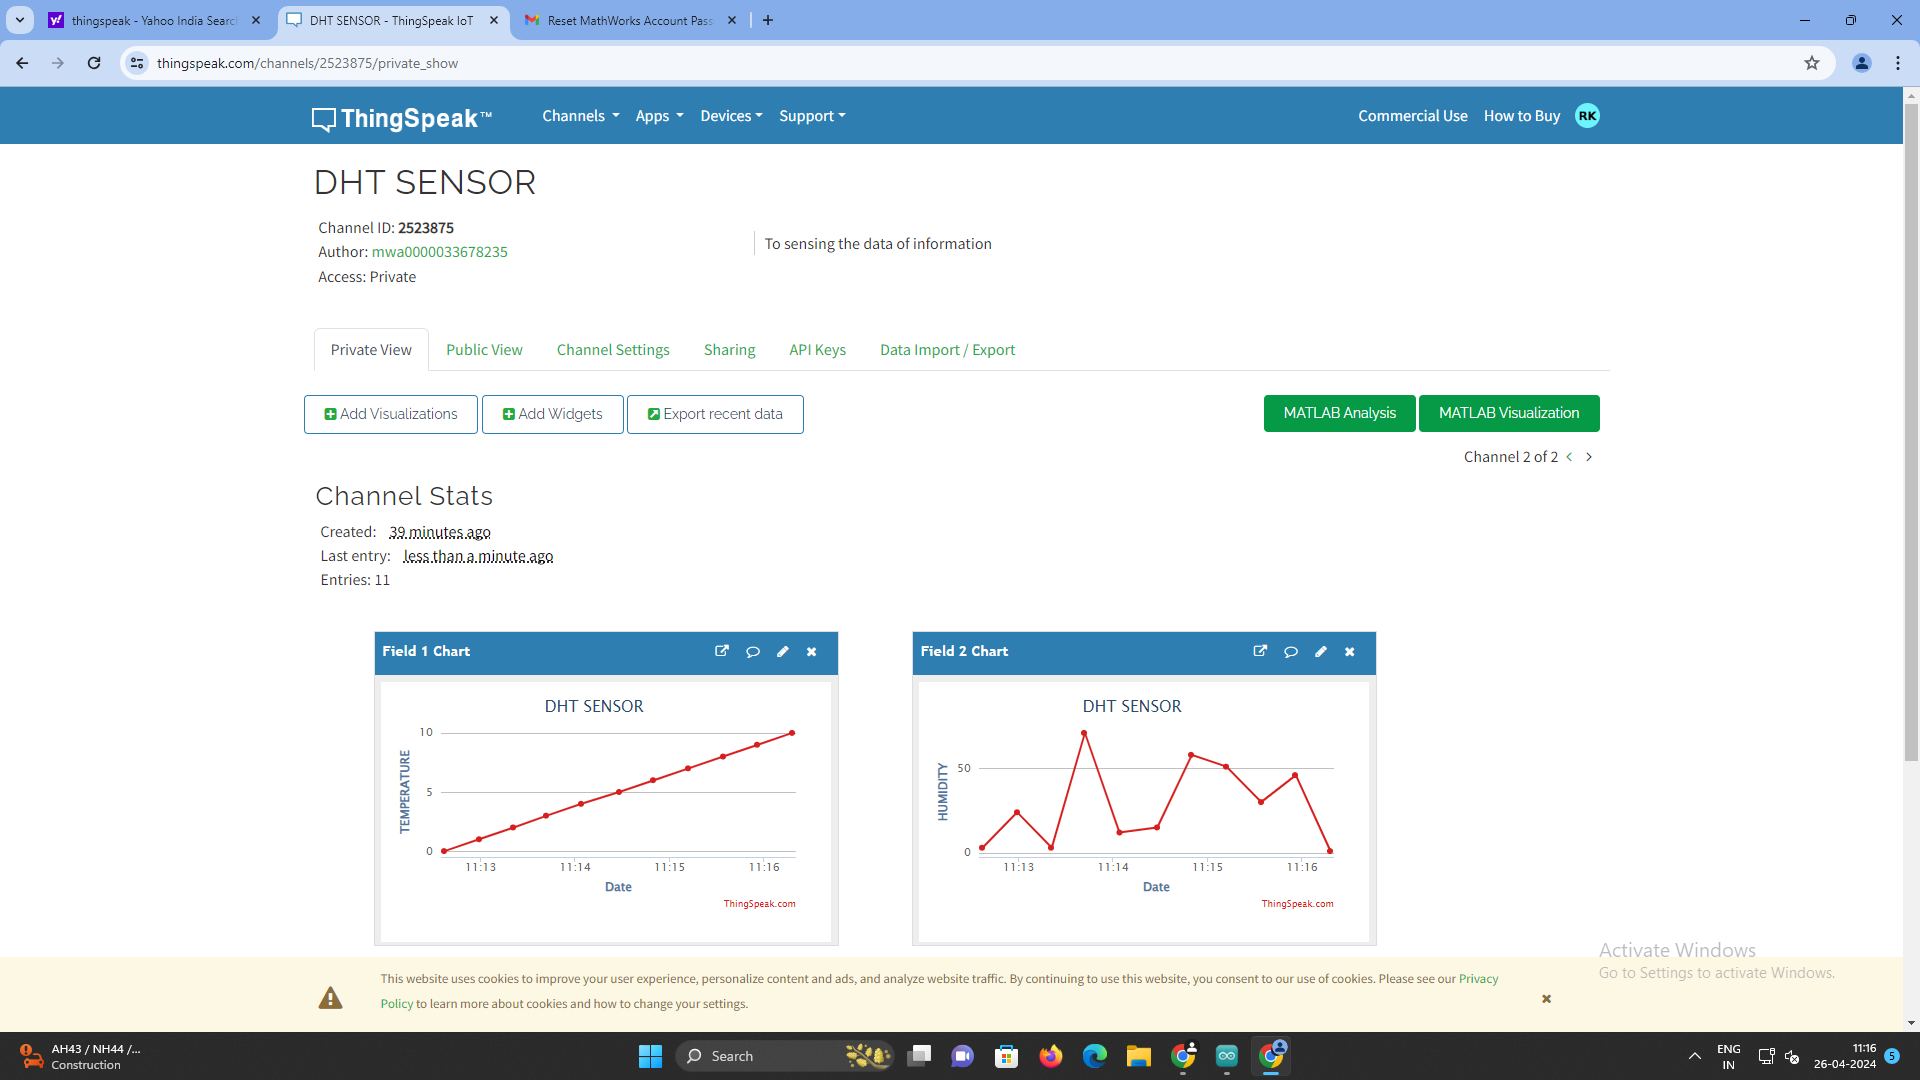 thingspeak - Yahoo India Search
DHT SENSOR - ThingSpeak IoT
Reset MathWorks Account Pass
thingspeak.com/channels/2523875/private_show
ThingSpeak™
Channels
Apps
Devices
Support
Commercial Use
How to Buy
RK
DHT SENSOR
Channel ID: 2523875
Author: mwa0000033678235
Access: Private
To sensing the data of information
Private View
Public View
Channel Settings
Sharing
API Keys
Data Import / Export
Add Visualizations
Add Widgets
Export recent data
MATLAB Analysis
MATLAB Visualization
Channel 2 of 2 < >
Channel Stats
Created: 39 minutes ago
Last entry: less than a minute ago
Entries: 11
Field 1 Chart
DHT SENSOR
TEMPERATURE
10
5
0
11:13 11:14 11:15 11:16
Date
ThingSpeak.com
Field 2 Chart
DHT SENSOR
HUMIDITY
50
0
11:13 11:14 11:15 11:16
Date
ThingSpeak.com
Activate Windows
Go to Settings to activate Windows.
This website uses cookies to improve your user experience, personalize content and ads, and analyze website traffic. By continuing to use this website, you consent to our use of cookies. Please see our Privacy
Policy to learn more about cookies and how to change your settings.
AH43 / NH44 /...
Construction
Search
ENG
IN
11:16
26-04-2024
5